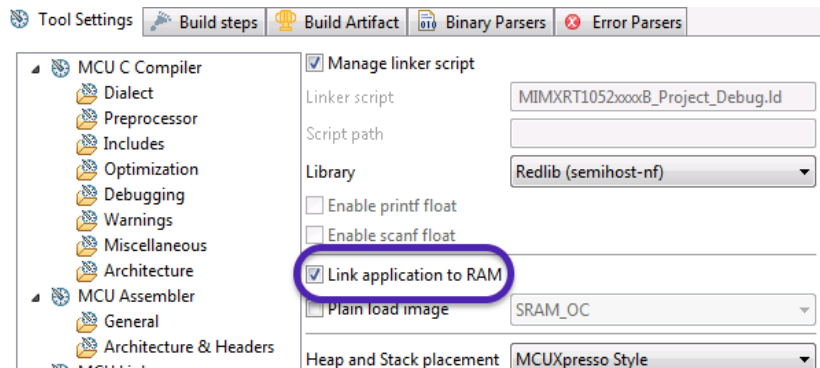 Tool Settings Build steps Build Artifact Binary Parsers Error Parsers
MCU C Compiler
Dialect
Preprocessor
Includes
Optimization
Debugging
Warnings
Miscellaneous
Architecture
MCU Assembler
General
Architecture & Headers
Manage linker script
Linker script MIMXRT1052xxxxB_Project_Debug.ld
Script path
Library Redlib (semihost-nf)
Enable printf float
Enable scanf float
Link application to RAM
Plain load image SRAM_OC
Heap and Stack placement MCUXpresso Style